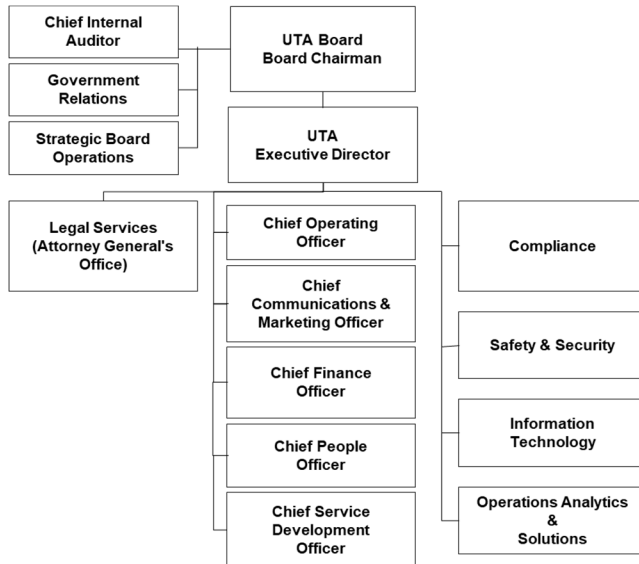 Chief Internal
Auditor
UTA Board
Board Chairman
Government
Relations
Strategic Board
Operations
UTA
Executive Director
Legal Services
(Attorney General's
Office)
Chief Operating
Officer
Chief
Communications &
Marketing Officer
Chief Finance
Officer
Chief People
Officer
Chief Service
Development
Officer
Compliance
Safety & Security
Information
Technology
Operations Analytics
&
Solutions